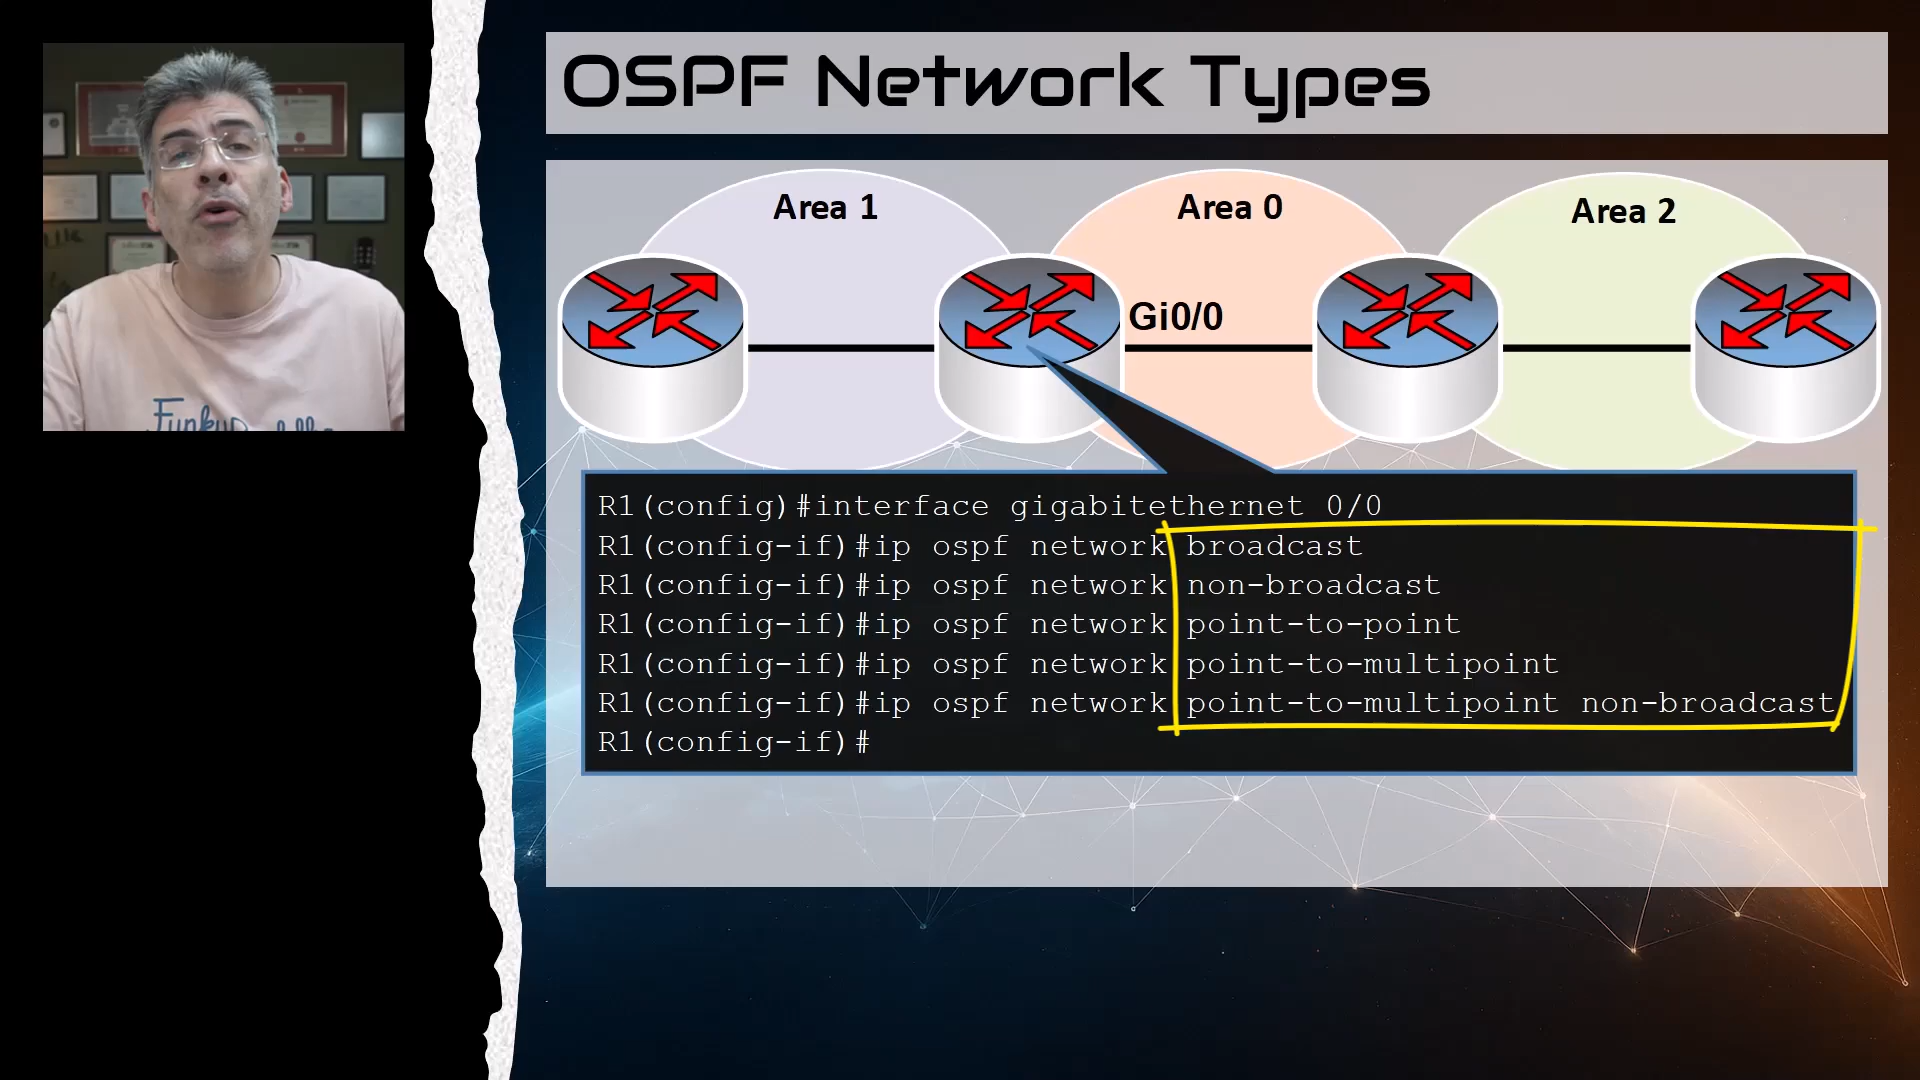 OSPF Network Types
Area 1
Area 0
Area 2
Gi0/0
R1(config)#interface gigabitethernet 0/0
R1(config-if)#ip ospf network broadcast
R1(config-if)#ip ospf network non-broadcast
R1(config-if)#ip ospf network point-to-point
R1(config-if)#ip ospf network point-to-multipoint
R1(config-if)#ip ospf network point-to-multipoint non-broadcast
R1(config-if)#